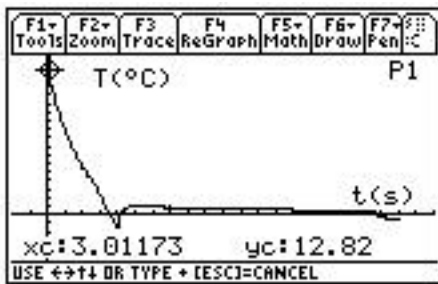 F1▾ F2▾ F3 F4 F5▾ F6▾ F7▾
Tools Zoom Trace ReGraph Math Draw Pen :C
T(°C) P1
t(s)
xc:3.01173 yc:12.82
USE ←→↑↓ OR TYPE + [ESC]=CANCEL